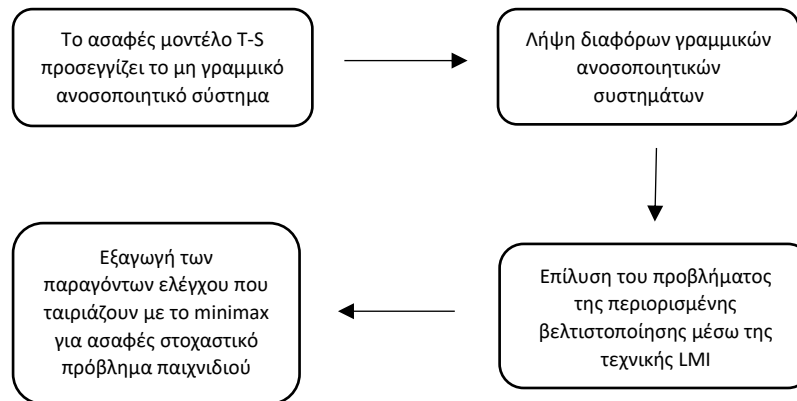 Το ασαφές μοντέλο T-S
προσεγγίζει το μη γραμμικό
ανοσοποιητικό σύστημα
Λήψη διαφόρων γραμμικών
ανοσοποιητικών
συστημάτων
Επίλυση του προβλήματος
της περιορισμένης
βελτιστοποίησης μέσω της
τεχνικής LMI
Εξαγωγή των
παραγόντων ελέγχου που
ταιριάζουν με το minimax
για ασαφές στοχαστικό
πρόβλημα παιχνιδιού